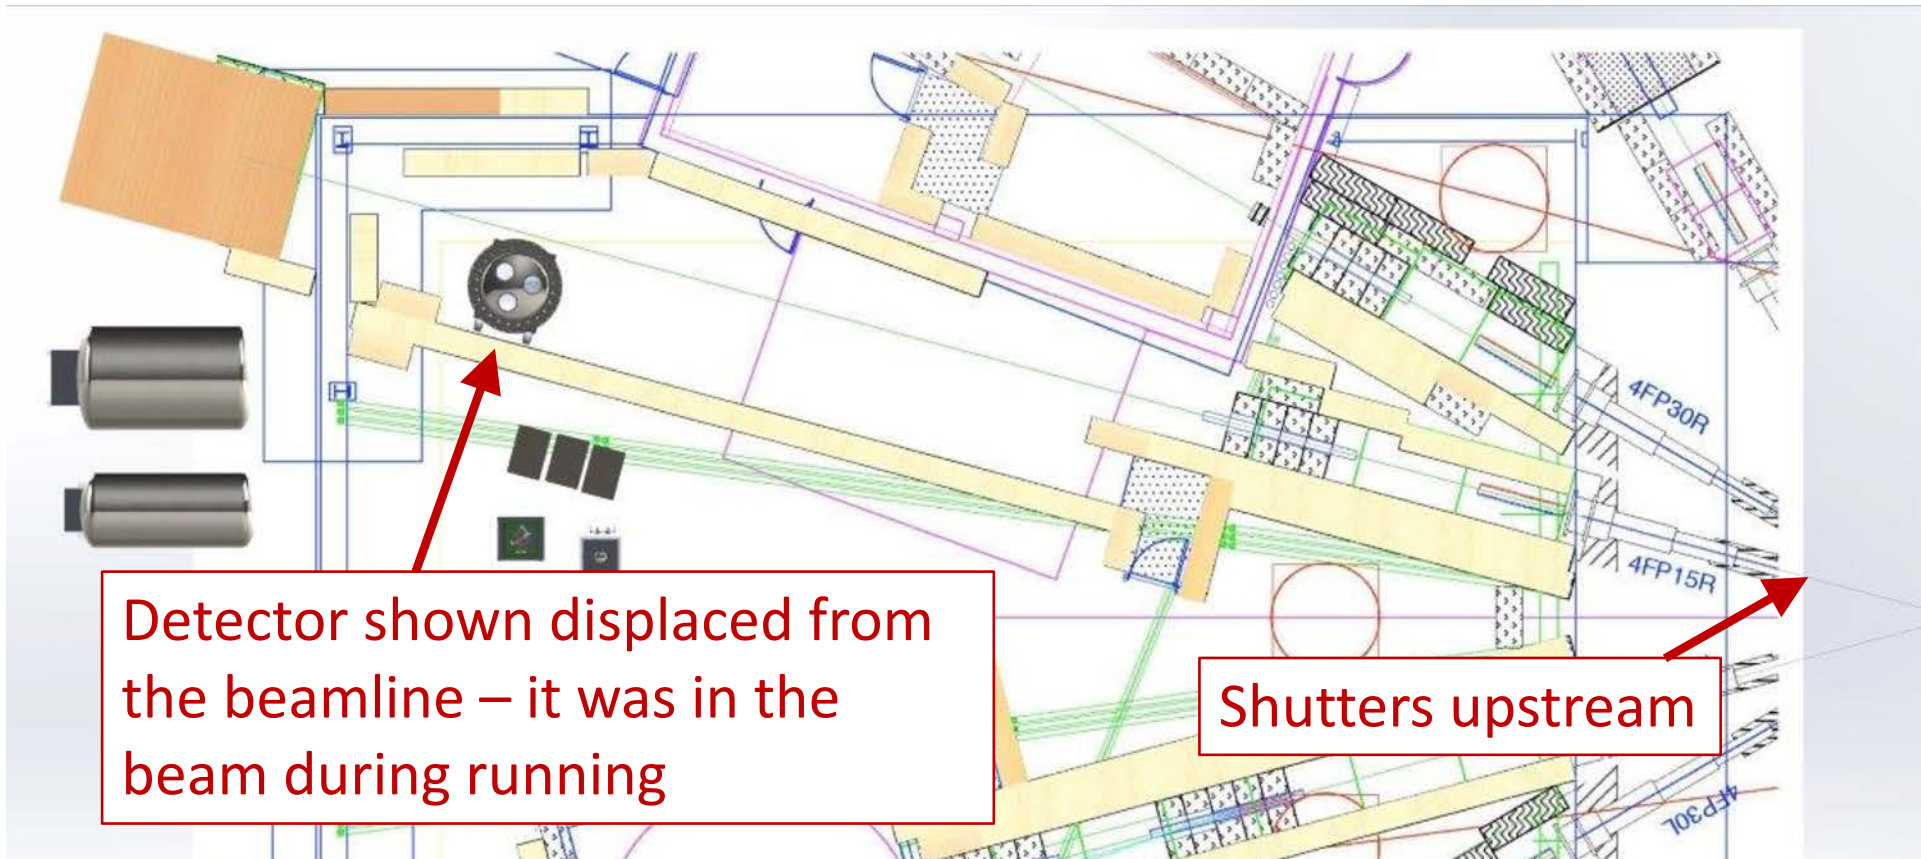 4FP30R
4FP15R
Detector shown displaced from
the beamline – it was in the
beam during running
Shutters upstream
4FP30L